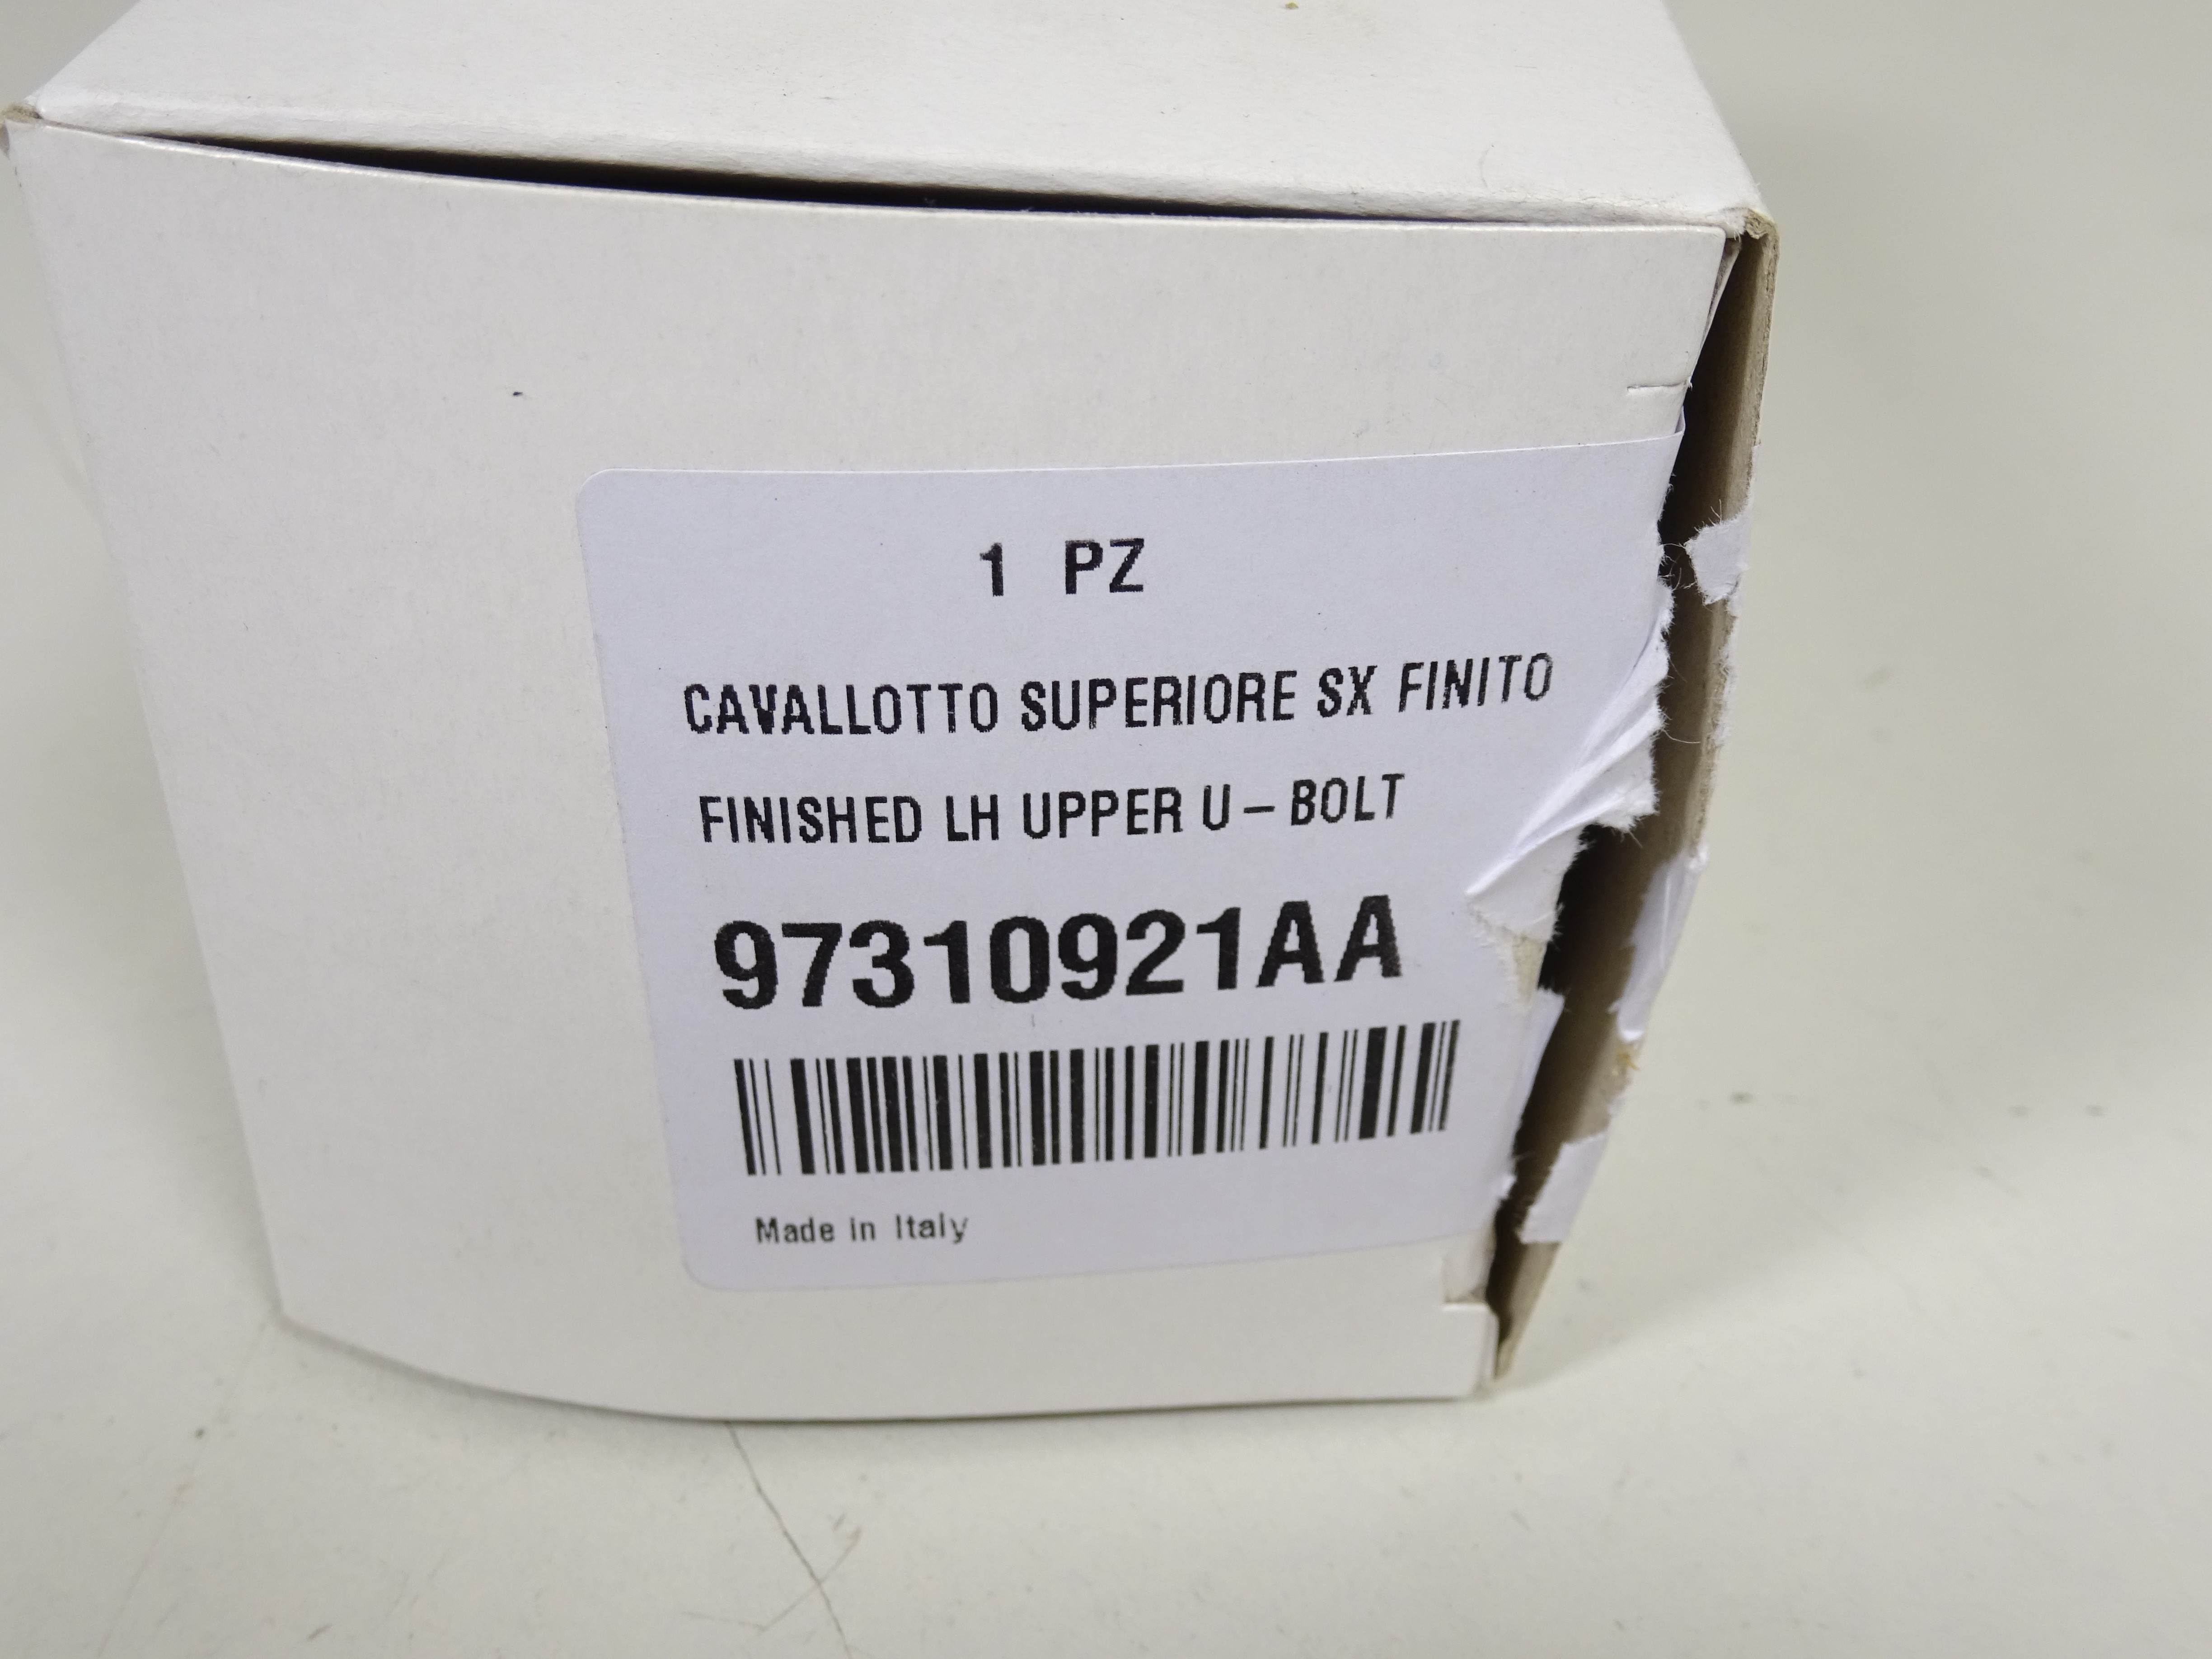 1 PZ
CAVALLOTTO SUPERIORE SX FINITO
FINISHED LH UPPER U-BOLT
97310921AA
Made in Italy